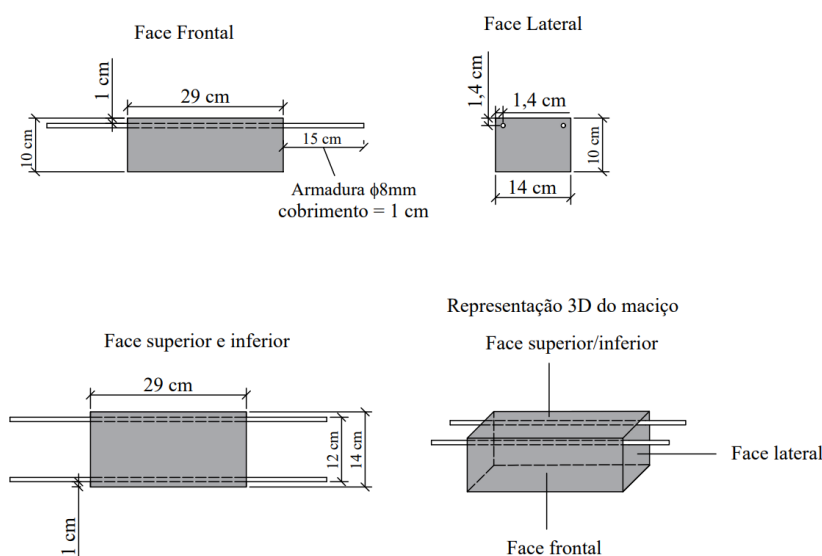 Face Frontal
Face Lateral
1 cm
29 cm
10 cm
15 cm
Armadura ϕ8mm
cobrimento = 1 cm
1,4 cm
1,4 cm
10 cm
14 cm
Representação 3D do maciço
Face superior e inferior
Face superior/inferior
29 cm
12 cm
14 cm
1 cm
Face lateral
Face frontal